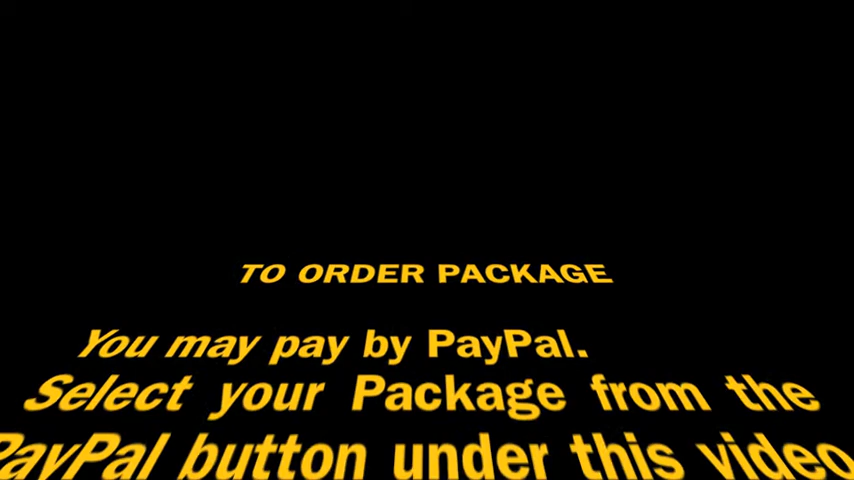 TO ORDER PACKAGE
You may pay by PayPal.
Select your Package from the
PayPal button under this video